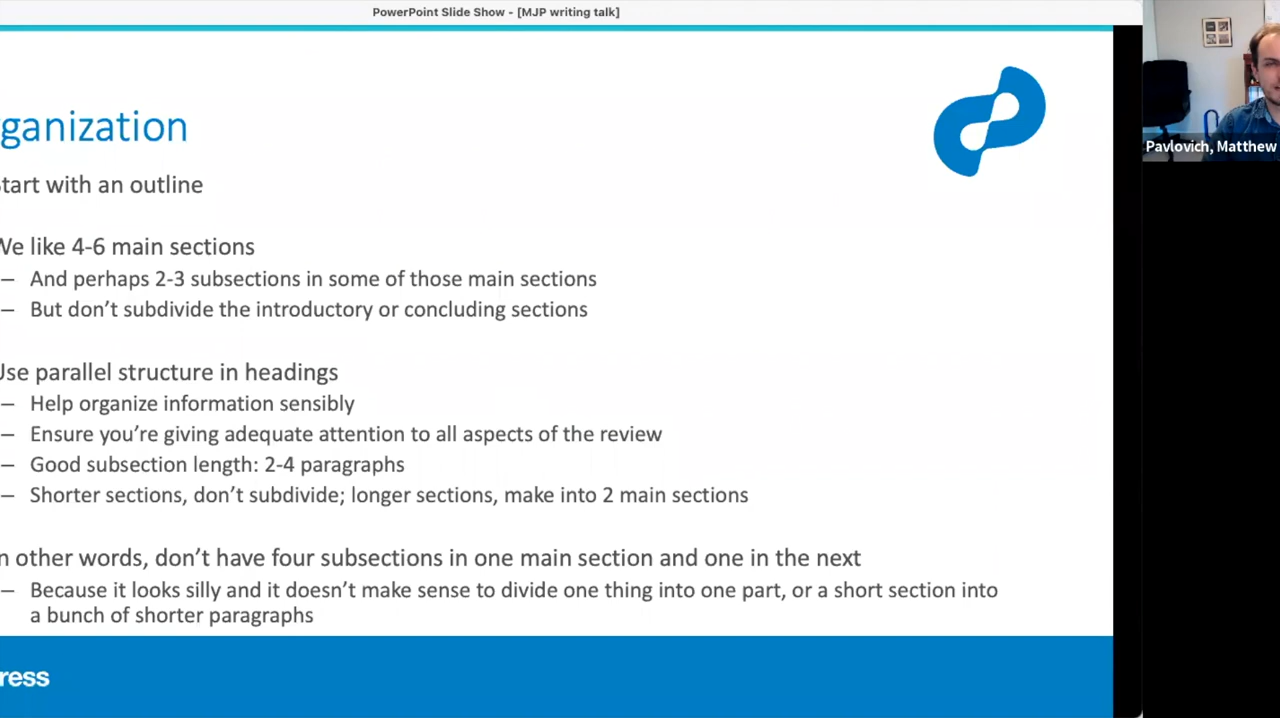 PowerPoint Slide Show - [MJP writing talk]
ganization
tart with an outline
We like 4-6 main sections
– And perhaps 2-3 subsections in some of those main sections
– But don’t subdivide the introductory or concluding sections
Use parallel structure in headings
– Help organize information sensibly
– Ensure you’re giving adequate attention to all aspects of the review
– Good subsection length: 2-4 paragraphs
– Shorter sections, don’t subdivide; longer sections, make into 2 main sections
n other words, don’t have four subsections in one main section and one in the next
– Because it looks silly and it doesn’t make sense to divide one thing into one part, or a short section into
a bunch of shorter paragraphs
ress
Pavlovich, Matthew